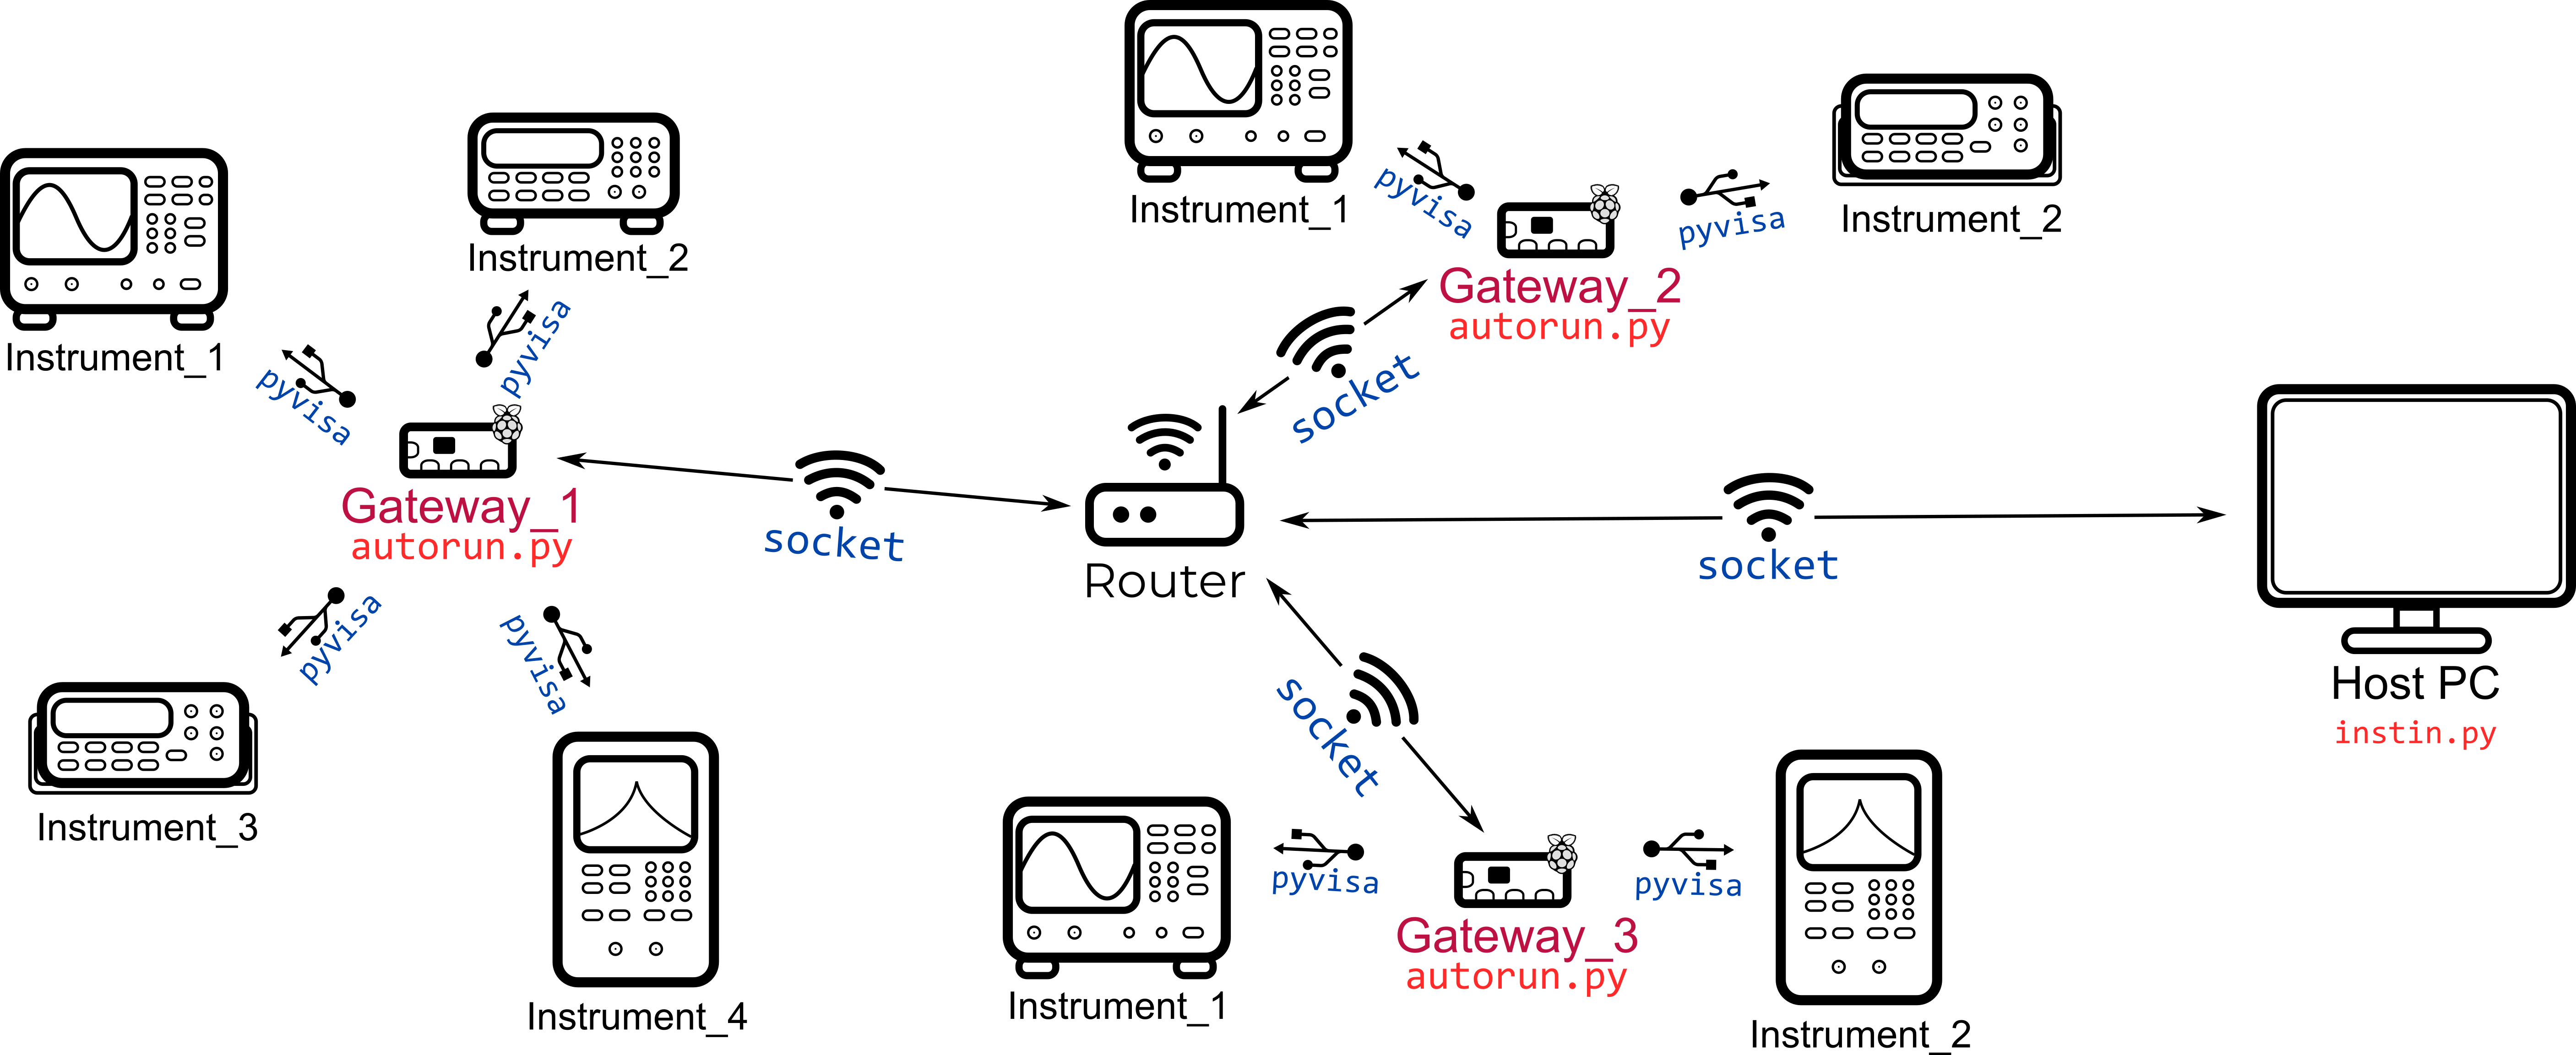 Instrument_1
pyvisa
Instrument_2
pyvisa
Gateway_1
autorun.py
pyvisa
Instrument_3
pyvisa
Instrument_4
socket
Router
Instrument_1
pyvisa
Gateway_2
autorun.py
pyvisa
Instrument_2
socket
socket
Instrument_1
pyvisa
Gateway_3
autorun.py
pyvisa
Instrument_2
socket
Host PC
instin.py